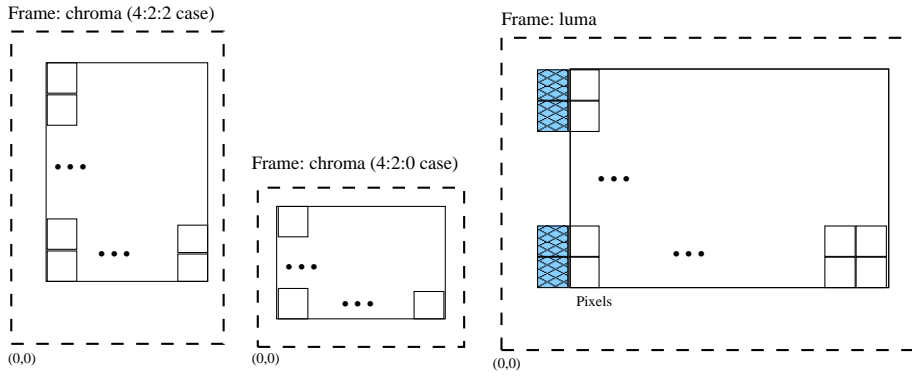 Frame: chroma (4:2:2 case)
Frame: luma
Frame: chroma (4:2:0 case)
Pixels
(0,0)
(0,0)
(0,0)